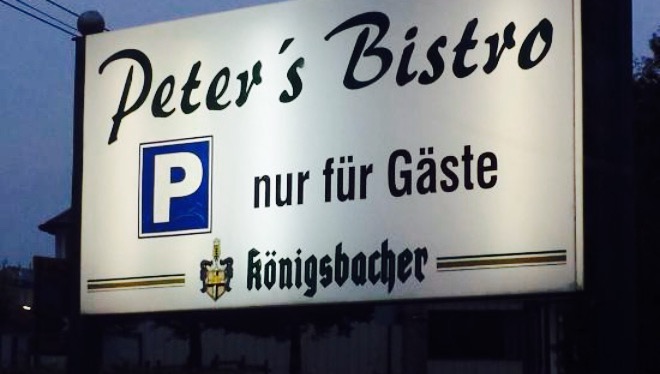 Peter´s Bistro
P nur für Gäste
Königsbacher